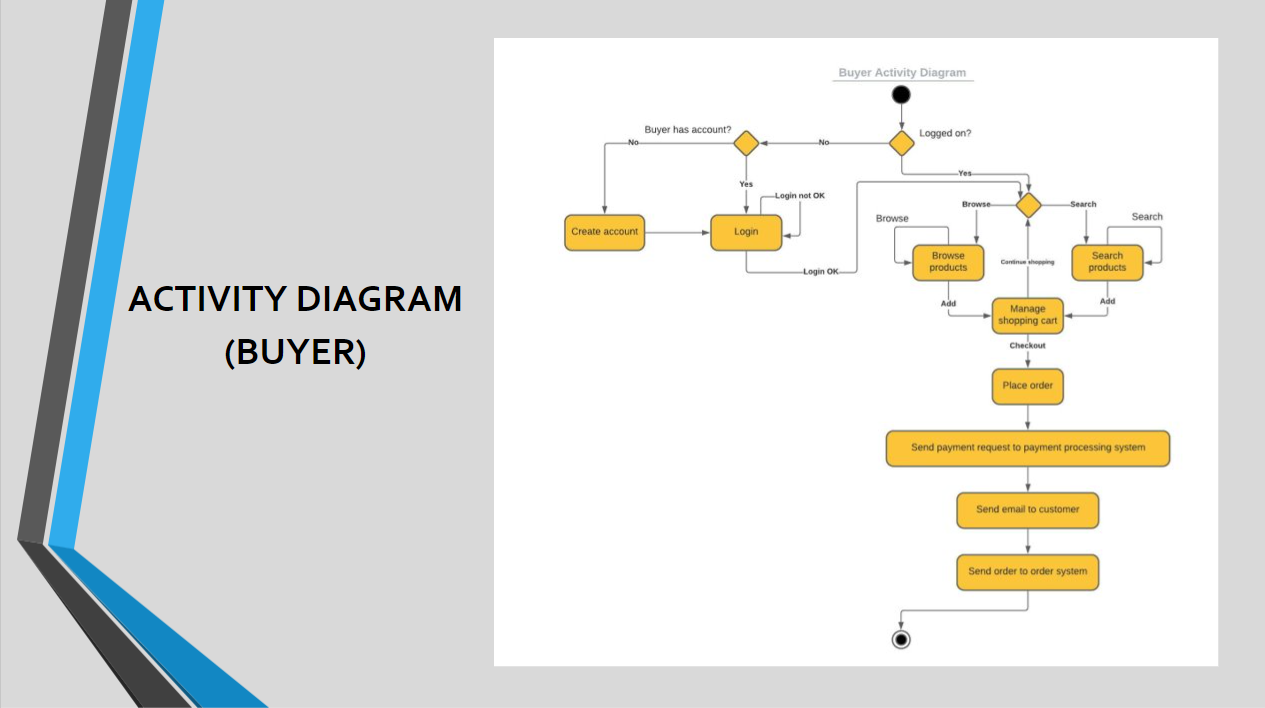 ACTIVITY DIAGRAM
(BUYER)
Buyer Activity Diagram
Logged on?
Buyer has account?
No
No
Yes
Yes
Login not OK
Create account
Login
Login OK
Browse
Search
Browse
Search
Browse
products
Search
products
Continue shopping
Add
Add
Manage
shopping cart
Checkout
Place order
Send payment request to payment processing system
Send email to customer
Send order to order system